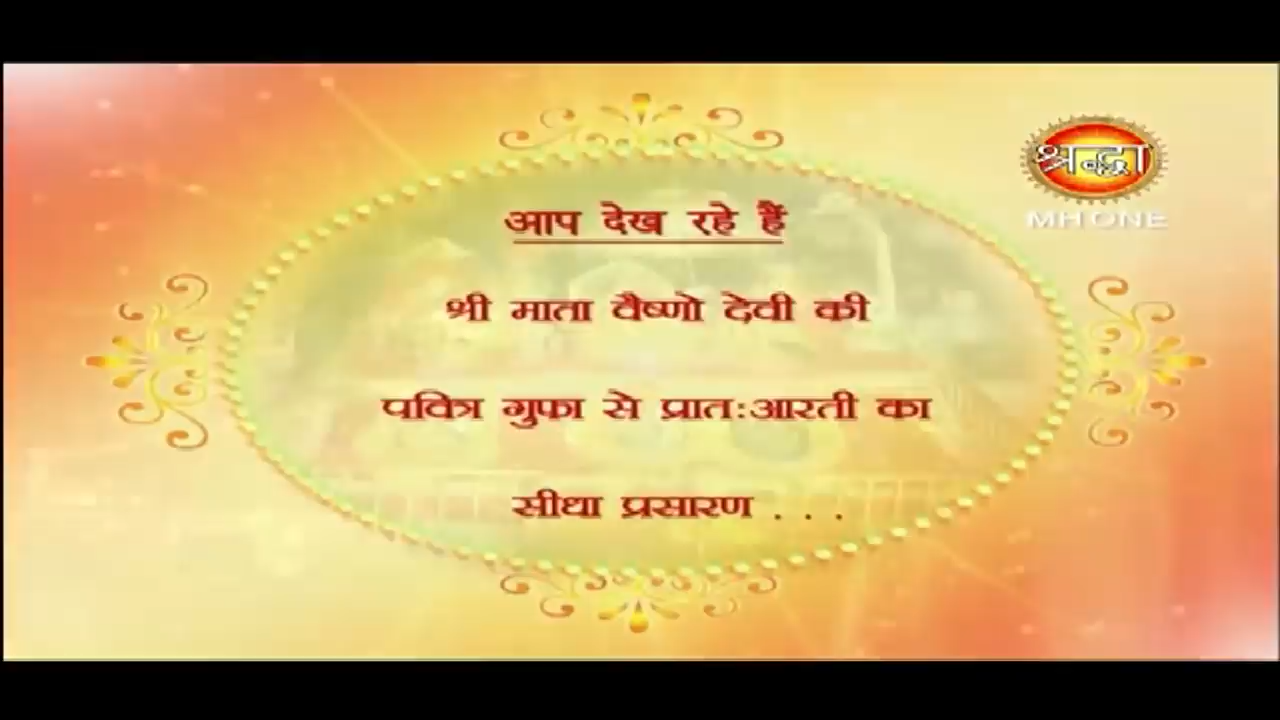 आप देख रहे हैं
श्री माता वैष्णो देवी की
पवित्र गुफा से प्रातःआरती का
सीधा प्रसारण . . .
श्रद्धा
MH ONE